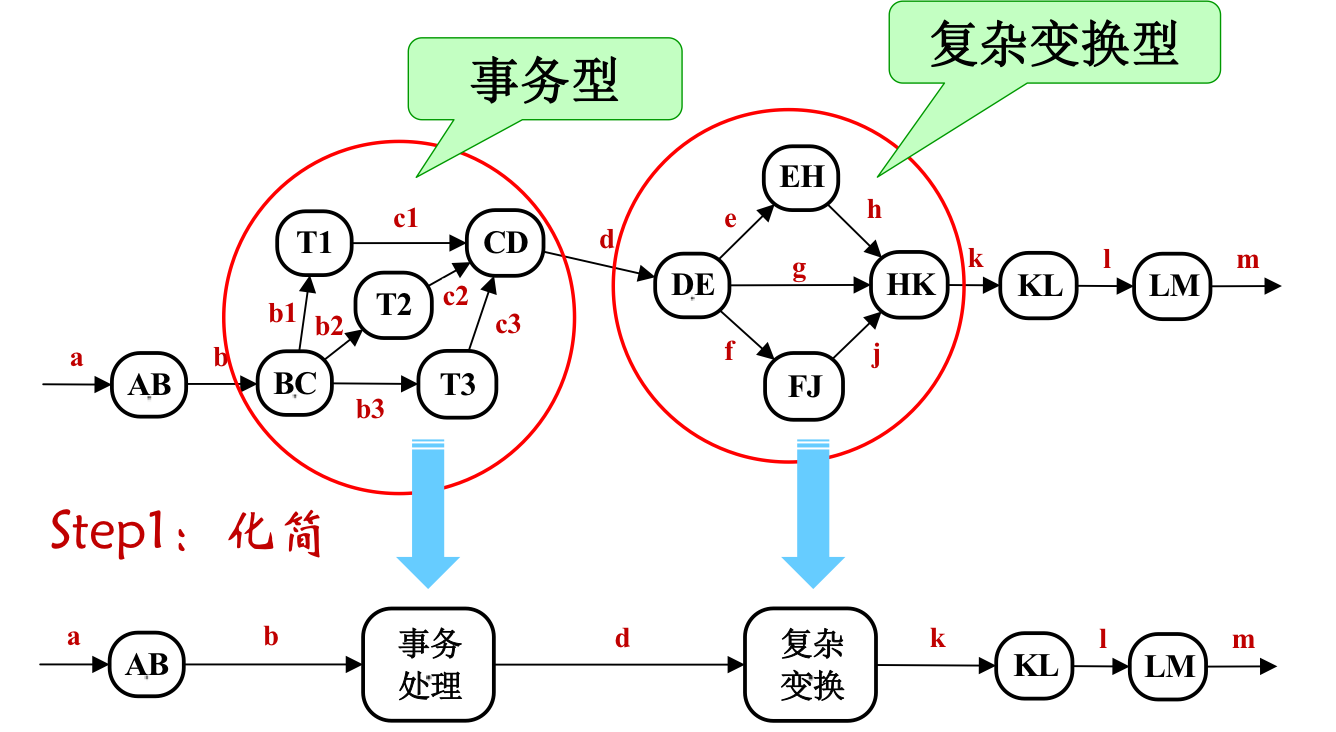 事务型
复杂变换型
EH
e
h
T1
c1
CD
d
DE
g
HK
k
KL
l
LM
m
b1
b2
T2
c2
c3
f
FJ
j
a
AB
b
BC
b3
T3
Step1：化简
a
AB
b
事务
处理
d
复杂
变换
k
KL
l
LM
m